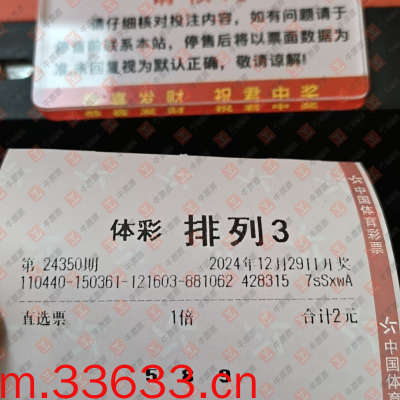 请仔细核对投注内容，如有问题请于
停售前联系本站，停售后将以票面数据为
准，未回复视为默认正确，敬请谅解!
恭喜发财 祝君中奖
体彩 排列3
第 24350期 2024年12月29日开奖
110440-150361-121603-881062 428315 7sSxwA
直选票 1倍 合计2元
中国体育彩票
中国体育
m.33633.cn